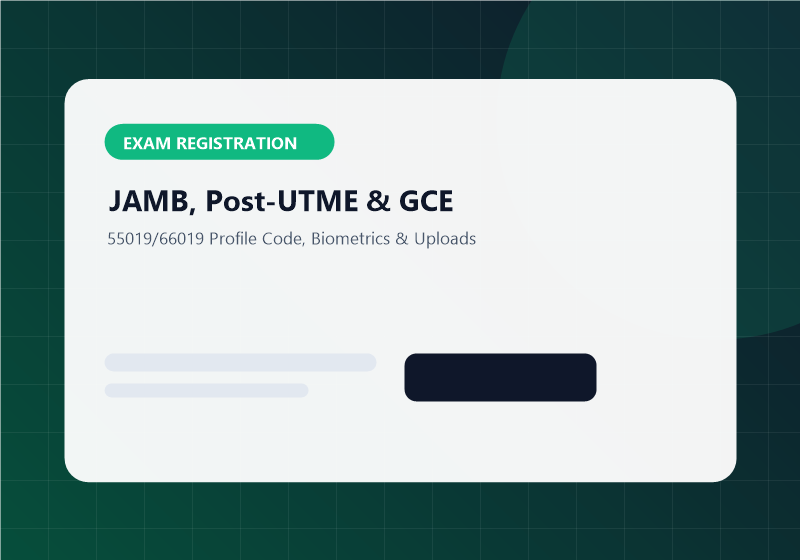 EXAM REGISTRATION
JAMB, Post-UTME & GCE
55019/66019 Profile Code, Biometrics & Uploads